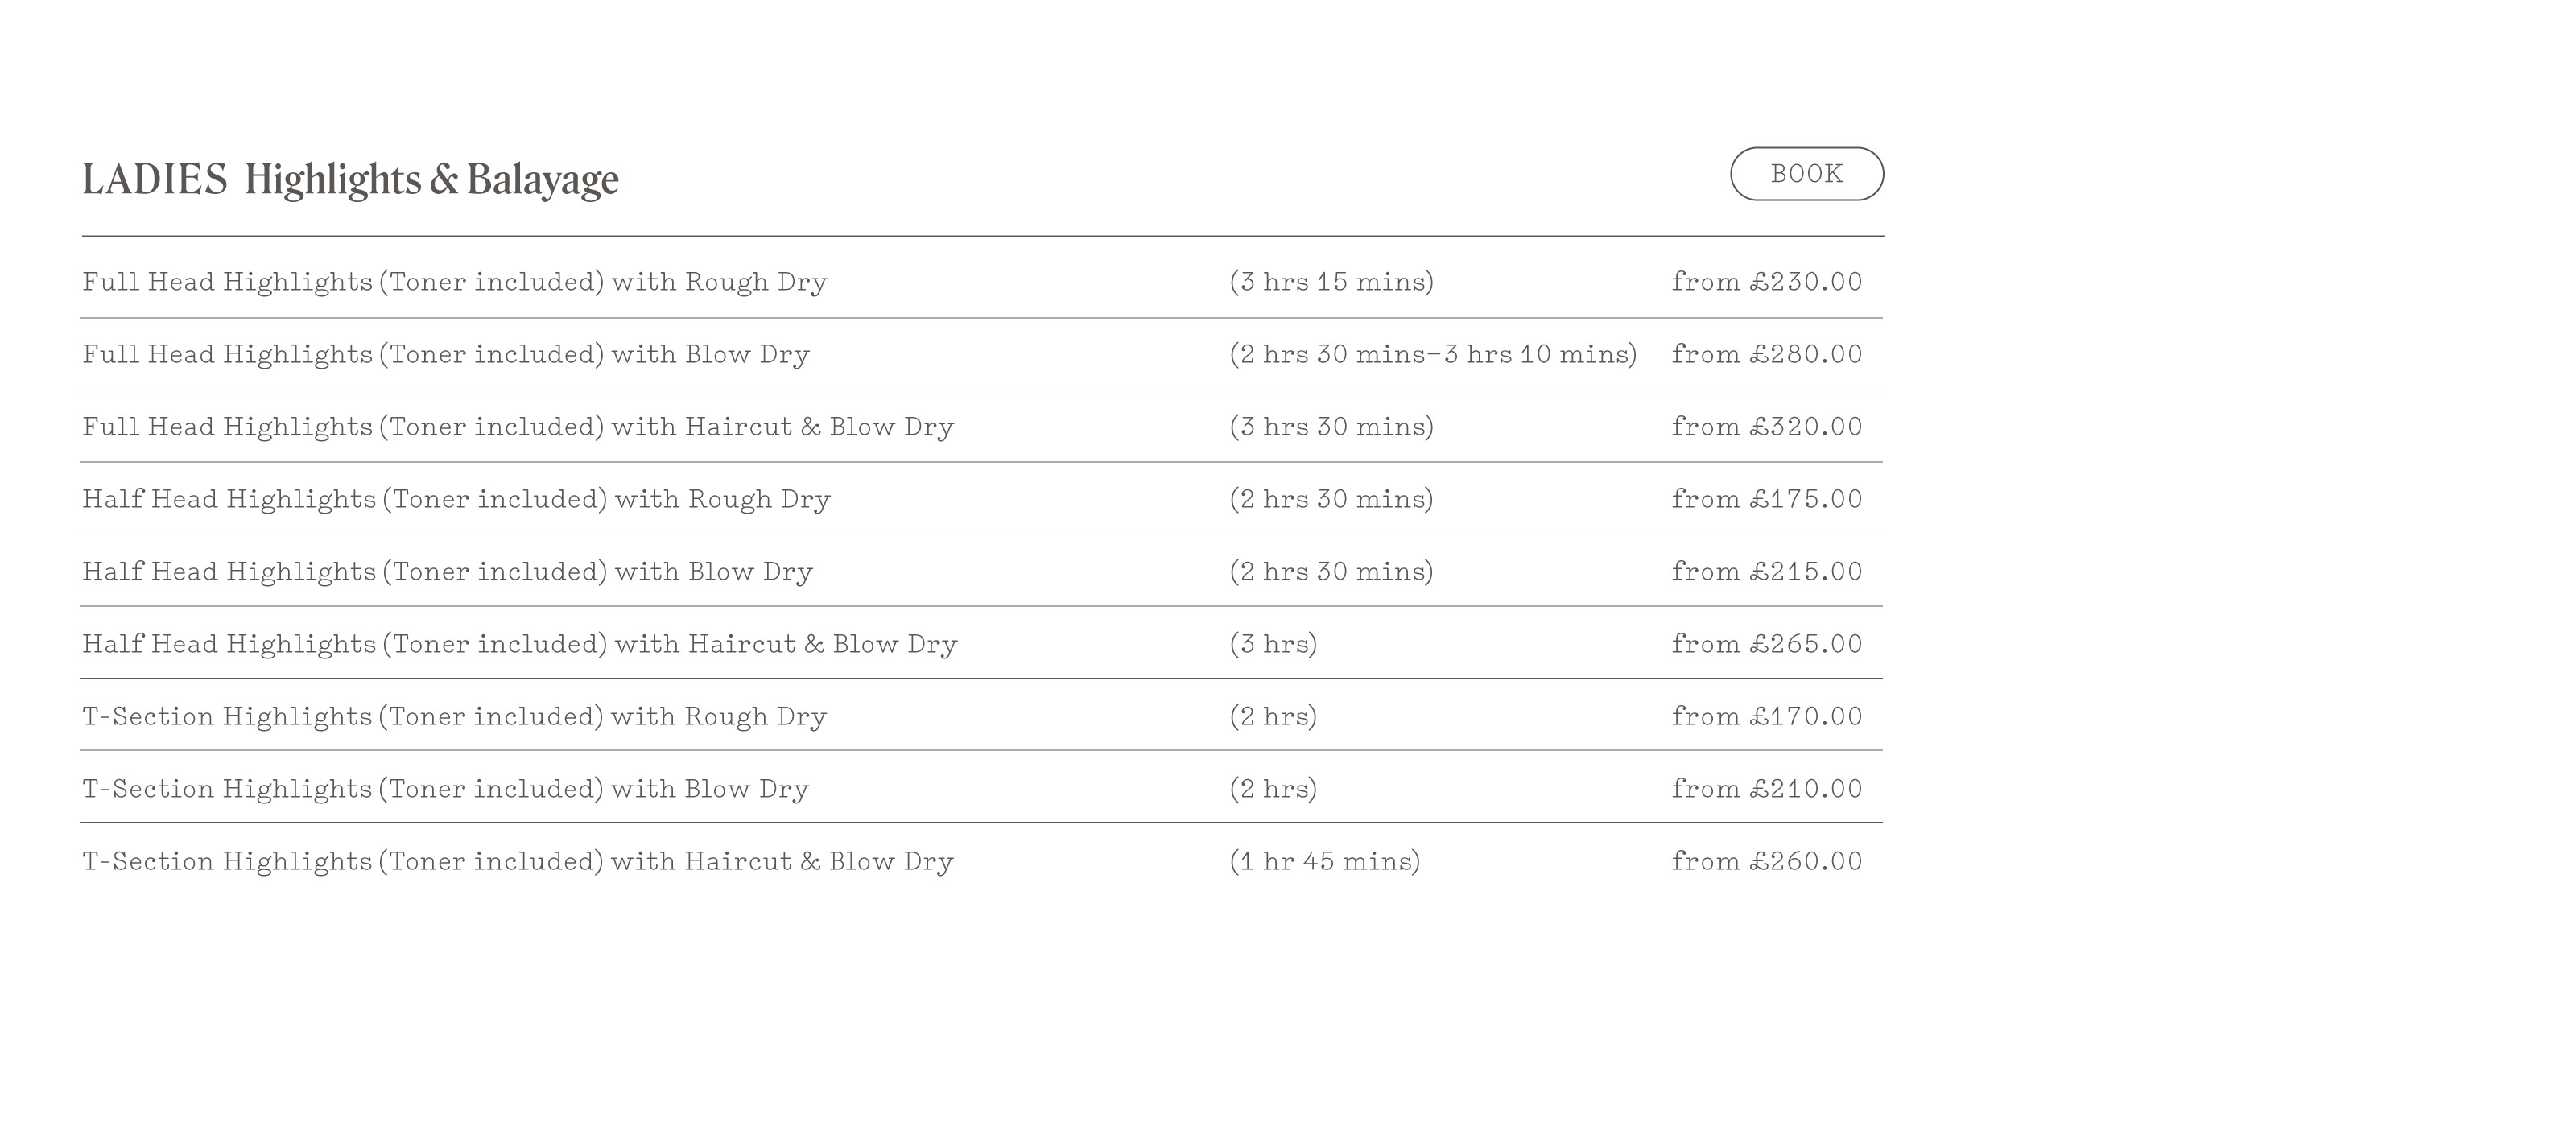 LADIES Highlights & Balayage BOOK
Full Head Highlights (Toner included) with Rough Dry (3 hrs 15 mins) from £230.00
Full Head Highlights (Toner included) with Blow Dry (2 hrs 30 mins–3 hrs 10 mins) from £280.00
Full Head Highlights (Toner included) with Haircut & Blow Dry (3 hrs 30 mins) from £320.00
Half Head Highlights (Toner included) with Rough Dry (2 hrs 30 mins) from £175.00
Half Head Highlights (Toner included) with Blow Dry (2 hrs 30 mins) from £215.00
Half Head Highlights (Toner included) with Haircut & Blow Dry (3 hrs) from £265.00
T-Section Highlights (Toner included) with Rough Dry (2 hrs) from £170.00
T-Section Highlights (Toner included) with Blow Dry (2 hrs) from £210.00
T-Section Highlights (Toner included) with Haircut & Blow Dry (1 hr 45 mins) from £260.00